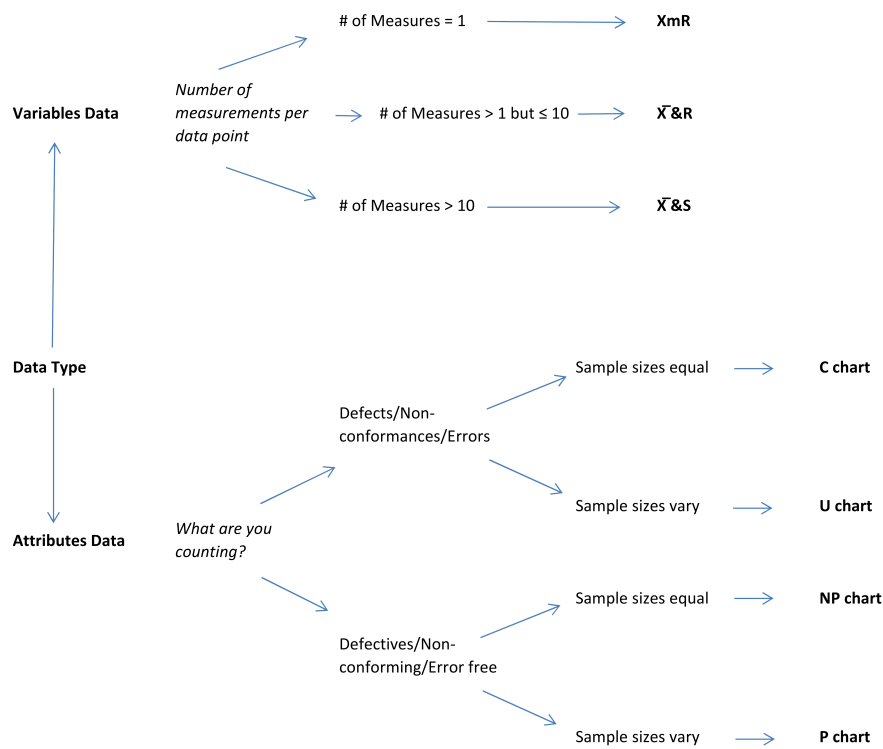 # of Measures = 1
XmR
Number of
measurements per
data point
Variables Data
# of Measures > 1 but ≤ 10
X̅ &R
# of Measures > 10
X̅ &S
Data Type
Sample sizes equal
C chart
Defects/Non-
conformances/Errors
Sample sizes vary
U chart
What are you
counting?
Attributes Data
Sample sizes equal
NP chart
Defectives/Non-
conforming/Error free
Sample sizes vary
P chart